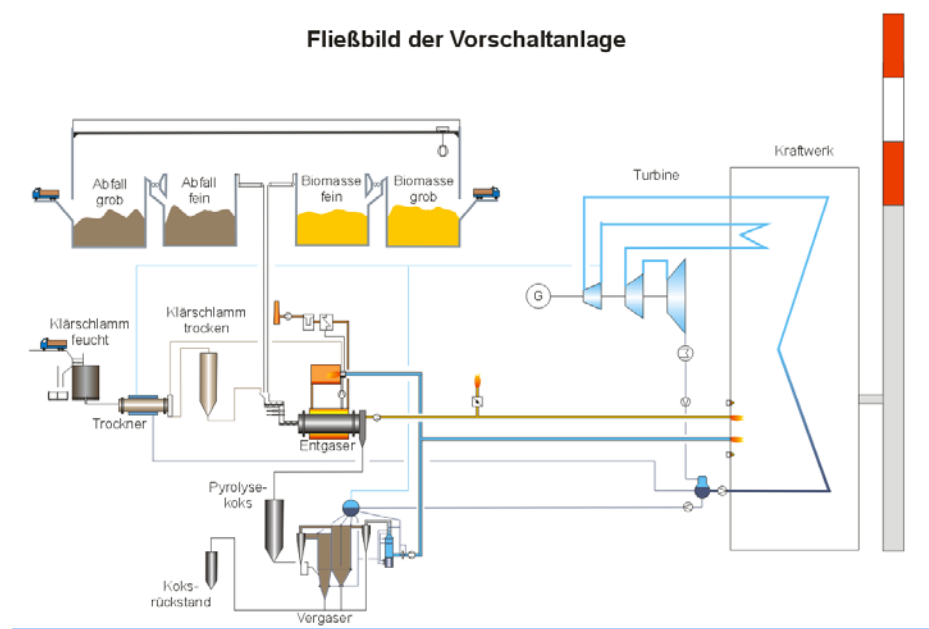 Fließbild der Vorschaltanlage
Kraftwerk
Turbine
Abfall
grob
Abfall
fein
Biomasse
fein
Biomasse
grob
G
Klärschlamm
trocken
Klärschlamm
feucht
Trockner
Entgaser
Pyrolyse-
koks
Koks-
rückstand
Vergaser